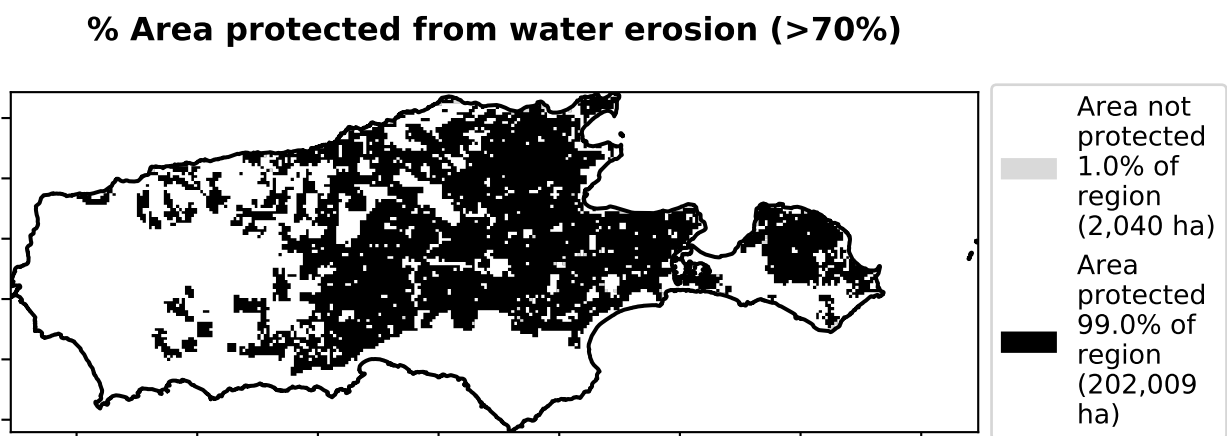 % Area protected from water erosion (>70%)
Area not
protected
1.0% of
region
(2,040 ha)
Area
protected
99.0% of
region
(202,009
ha)